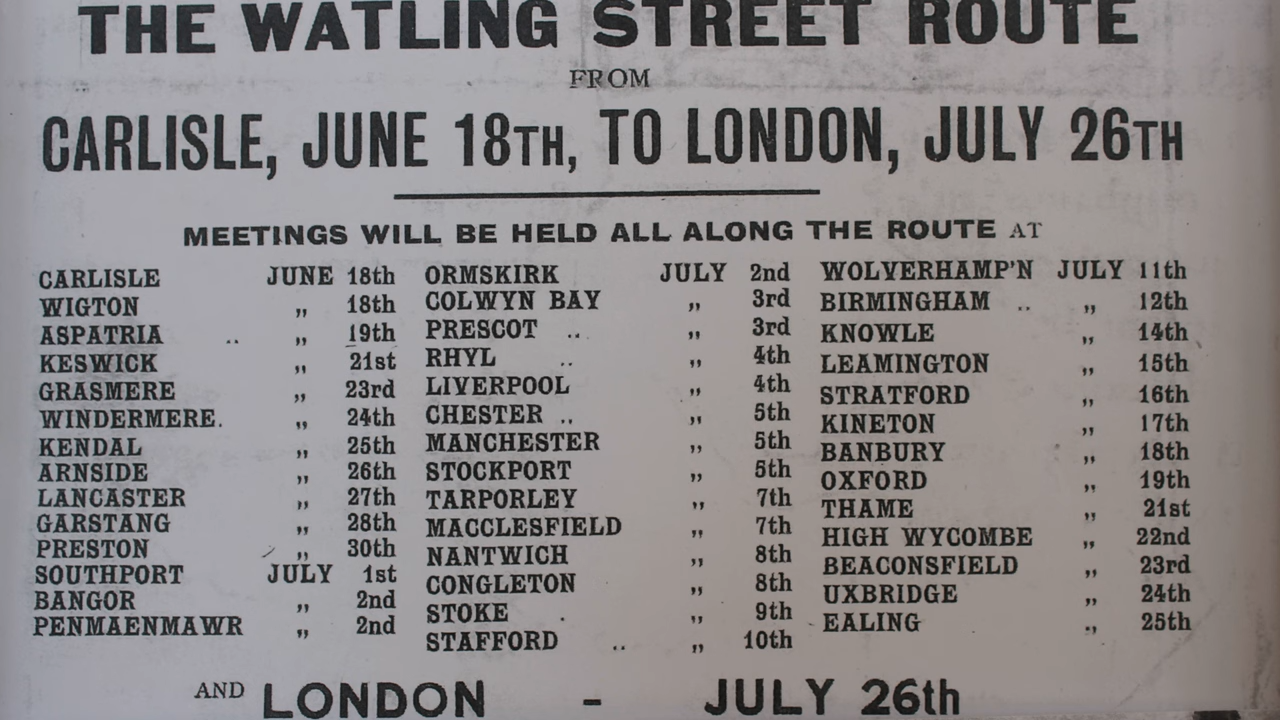 THE WATLING STREET ROUTE
FROM
CARLISLE, JUNE 18TH, TO LONDON, JULY 26TH
MEETINGS WILL BE HELD ALL ALONG THE ROUTE AT
CARLISLE JUNE 18th
WIGTON „ 18th
ASPATRIA .. „ 19th
KESWICK „ 21st
GRASMERE „ 23rd
WINDERMERE. „ 24th
KENDAL „ 25th
ARNSIDE „ 26th
LANCASTER „ 27th
GARSTANG „ 28th
PRESTON „ 30th
SOUTHPORT JULY 1st
BANGOR „ 2nd
PENMAENMAWR „ 2nd
ORMSKIRK JULY 2nd
COLWYN BAY „ 3rd
PRESCOT .. „ 3rd
RHYL .. „ 4th
LIVERPOOL „ 4th
CHESTER .. „ 5th
MANCHESTER „ 5th
STOCKPORT „ 5th
TARPORLEY „ 7th
MACCLESFIELD „ 7th
NANTWICH „ 8th
CONGLETON „ 8th
STOKE . „ 9th
STAFFORD .. „ 10th
WOLVERHAMP'N JULY 11th
BIRMINGHAM .. „ 12th
KNOWLE „ 14th
LEAMINGTON „ 15th
STRATFORD „ 16th
KINETON „ 17th
BANBURY „ 18th
OXFORD „ 19th
THAME „ 21st
HIGH WYCOMBE „ 22nd
BEACONSFIELD „ 23rd
UXBRIDGE „ 24th
EALING „ 25th
AND LONDON - JULY 26th